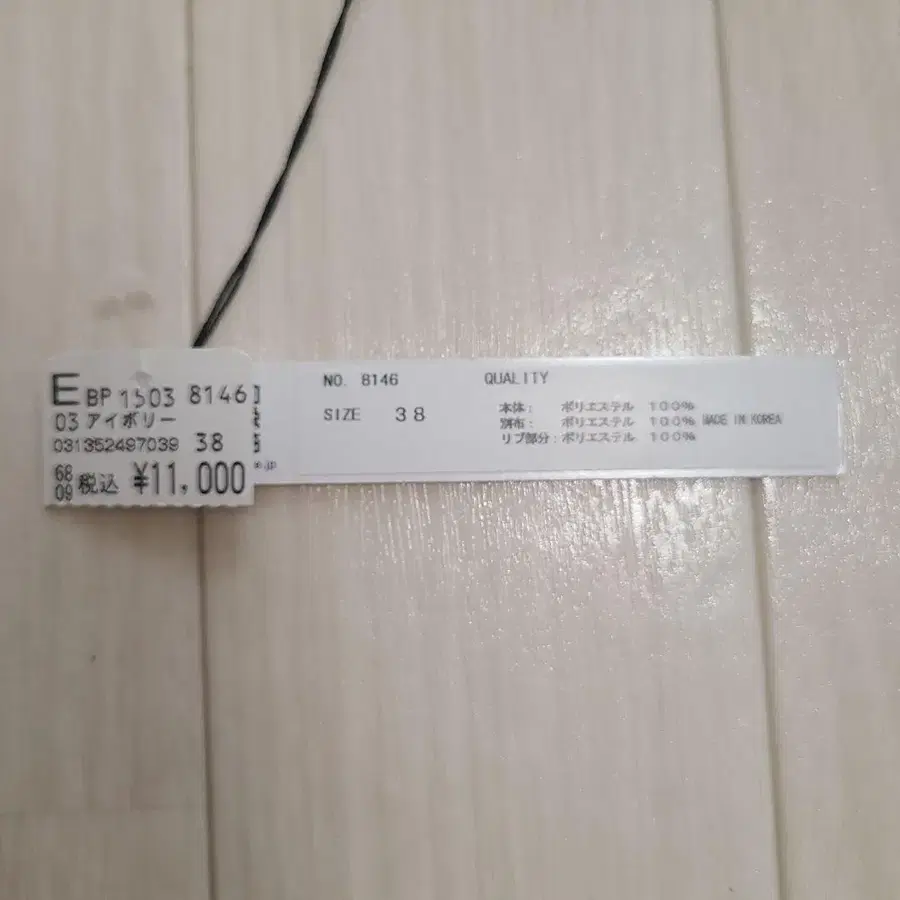 E BP 1503 8146
03 アイボリー
031352497039 38
68
09 税込 ¥11,000
NO. 8146
SIZE 38
QUALITY
本体: ポリエステル 100%
別布: ポリエステル 100% MADE IN KOREA
リブ部分:ポリエステル 100%